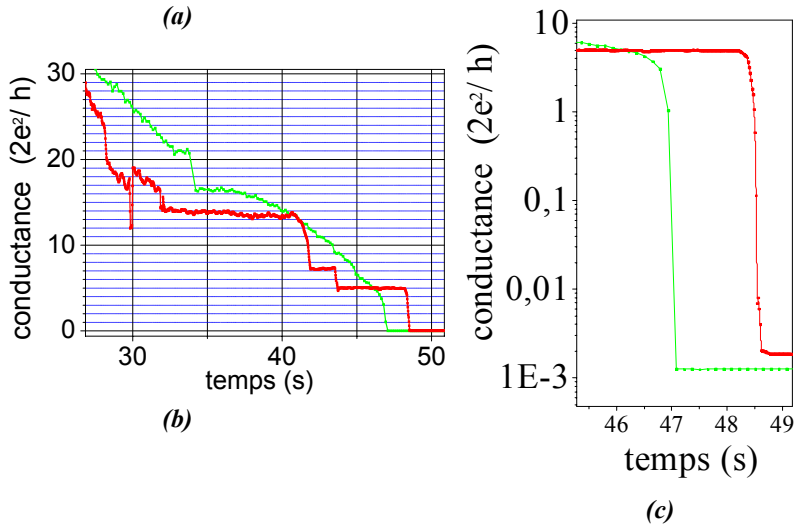 (a)
conductance (2e²/ h)
30
20
10
0
30
40
50
temps (s)
(b)
conductance (2e²/ h)
10
1
0,1
0,01
1E-3
46
47
48
49
temps (s)
(c)